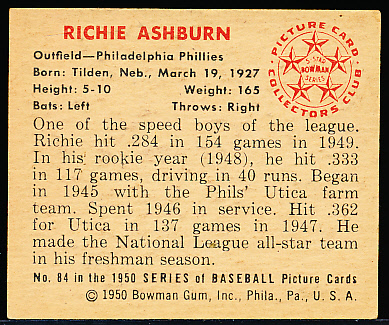 RICHIE ASHBURN
Outfield—Philadelphia Phillies
Born: Tilden, Neb., March 19, 1927
Height: 5-10 Weight: 165
Bats: Left Throws: Right
PICTURE CARD
COLLECTORS CLUB
5 STAR
BOWMAN
SERIES
One of the speed boys of the league.
Richie hit .284 in 154 games in 1949.
In his rookie year (1948), he hit .333
in 117 games, driving in 40 runs. Began
in 1945 with the Phils' Utica farm
team. Spent 1946 in service. Hit .362
for Utica in 137 games in 1947. He
made the National League all-star team
in his freshman season.
No. 84 in the 1950 SERIES of BASEBALL Picture Cards
© 1950 Bowman Gum, Inc., Phila., Pa., U. S. A.